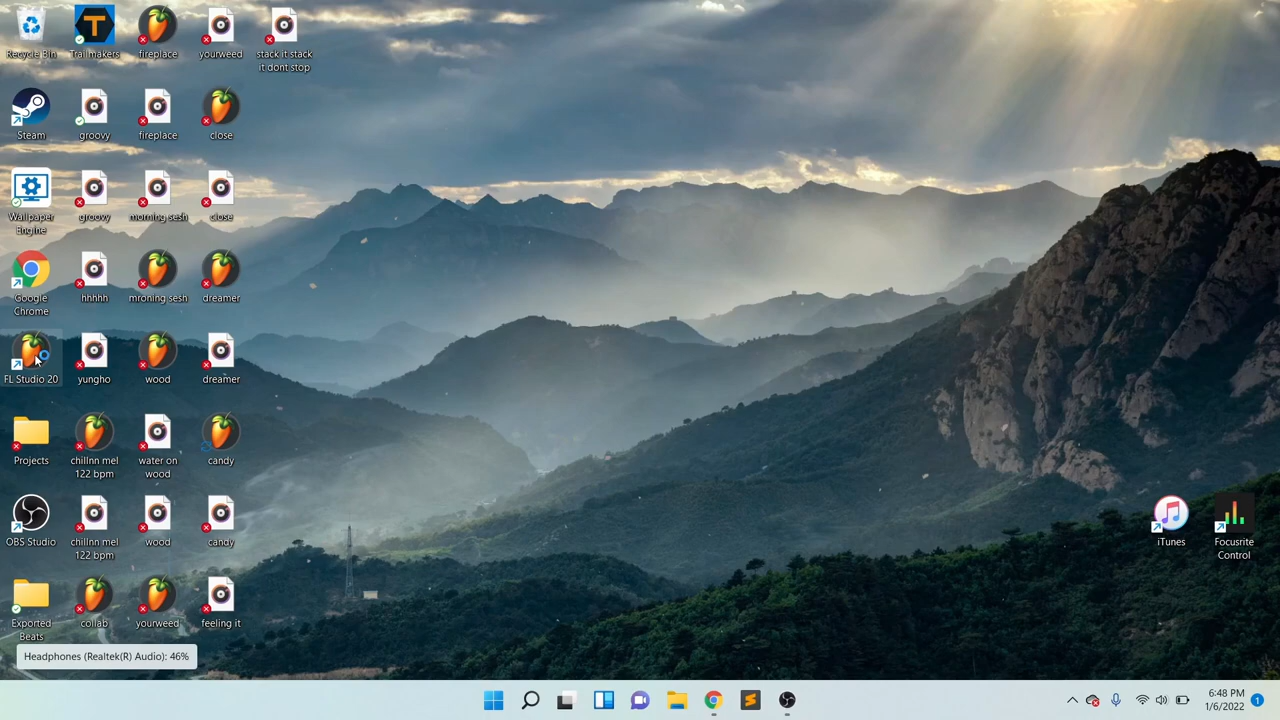 Recycle Bin
Trailmakers
fireplace
yourweed
stack it stack
it dont stop
Steam
groovy
fireplace
close
Wallpaper
Engine
groovy
morning sesh
close
Google
Chrome
hhhhh
mroning sesh
dreamer
FL Studio 20
yungho
wood
dreamer
Projects
chillnn mel
122 bpm
water on
wood
candy
OBS Studio
chillnn mel
122 bpm
wood
candy
iTunes
Focusrite
Control
Exported
Beats
collab
yourweed
feeling it
Headphones (Realtek(R) Audio): 46%
6:48 PM
1/6/2022
1